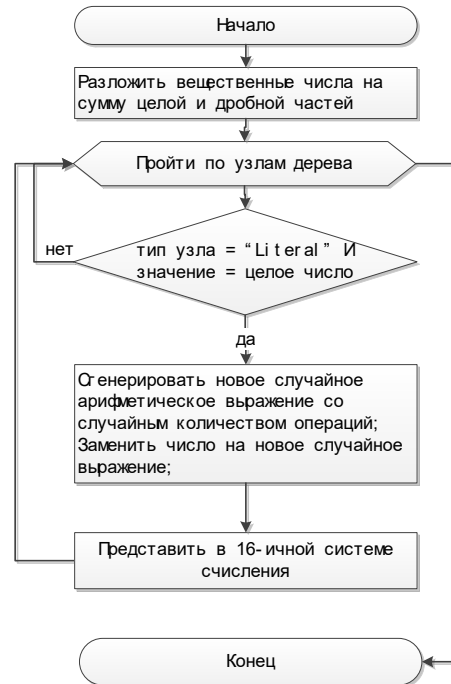 Начало
Разложить вещественные числа на
сумму целой и дробной частей
Пройти по узлам дерева
нет
тип узла = “Literal” И
значение = целое число
да
Сгенерировать новое случайное
арифметическое выражение со
случайным количеством операций;
Заменить число на новое случайное
выражение;
Представить в 16-ичной системе
счисления
Конец